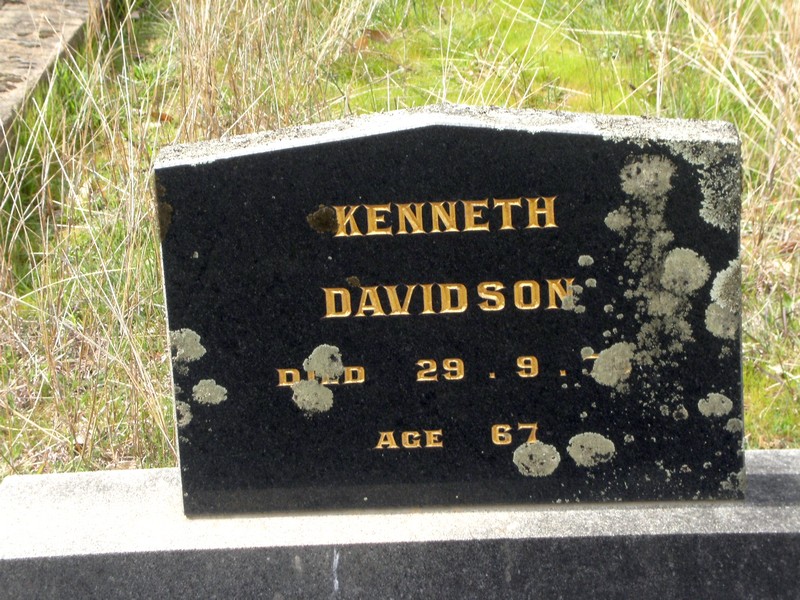 KENNETH
DAVIDSON
DIED 29.9.
AGE 67